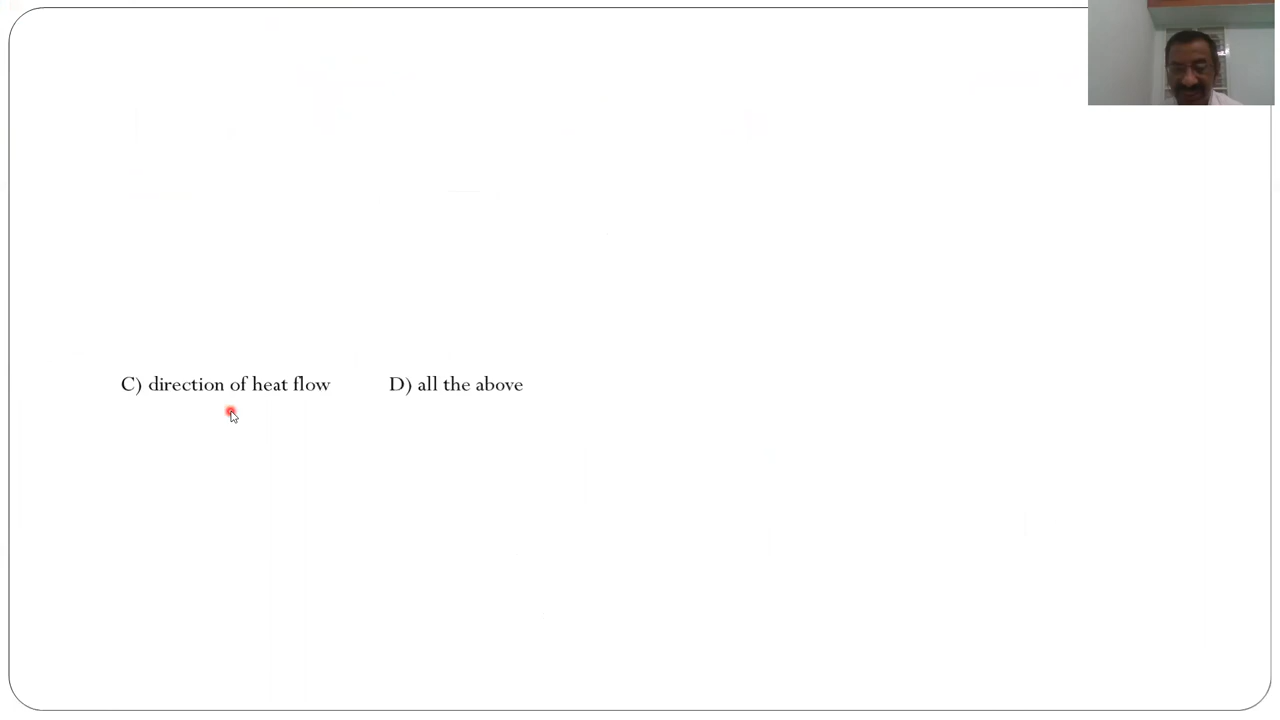 C) direction of heat flow D) all the above